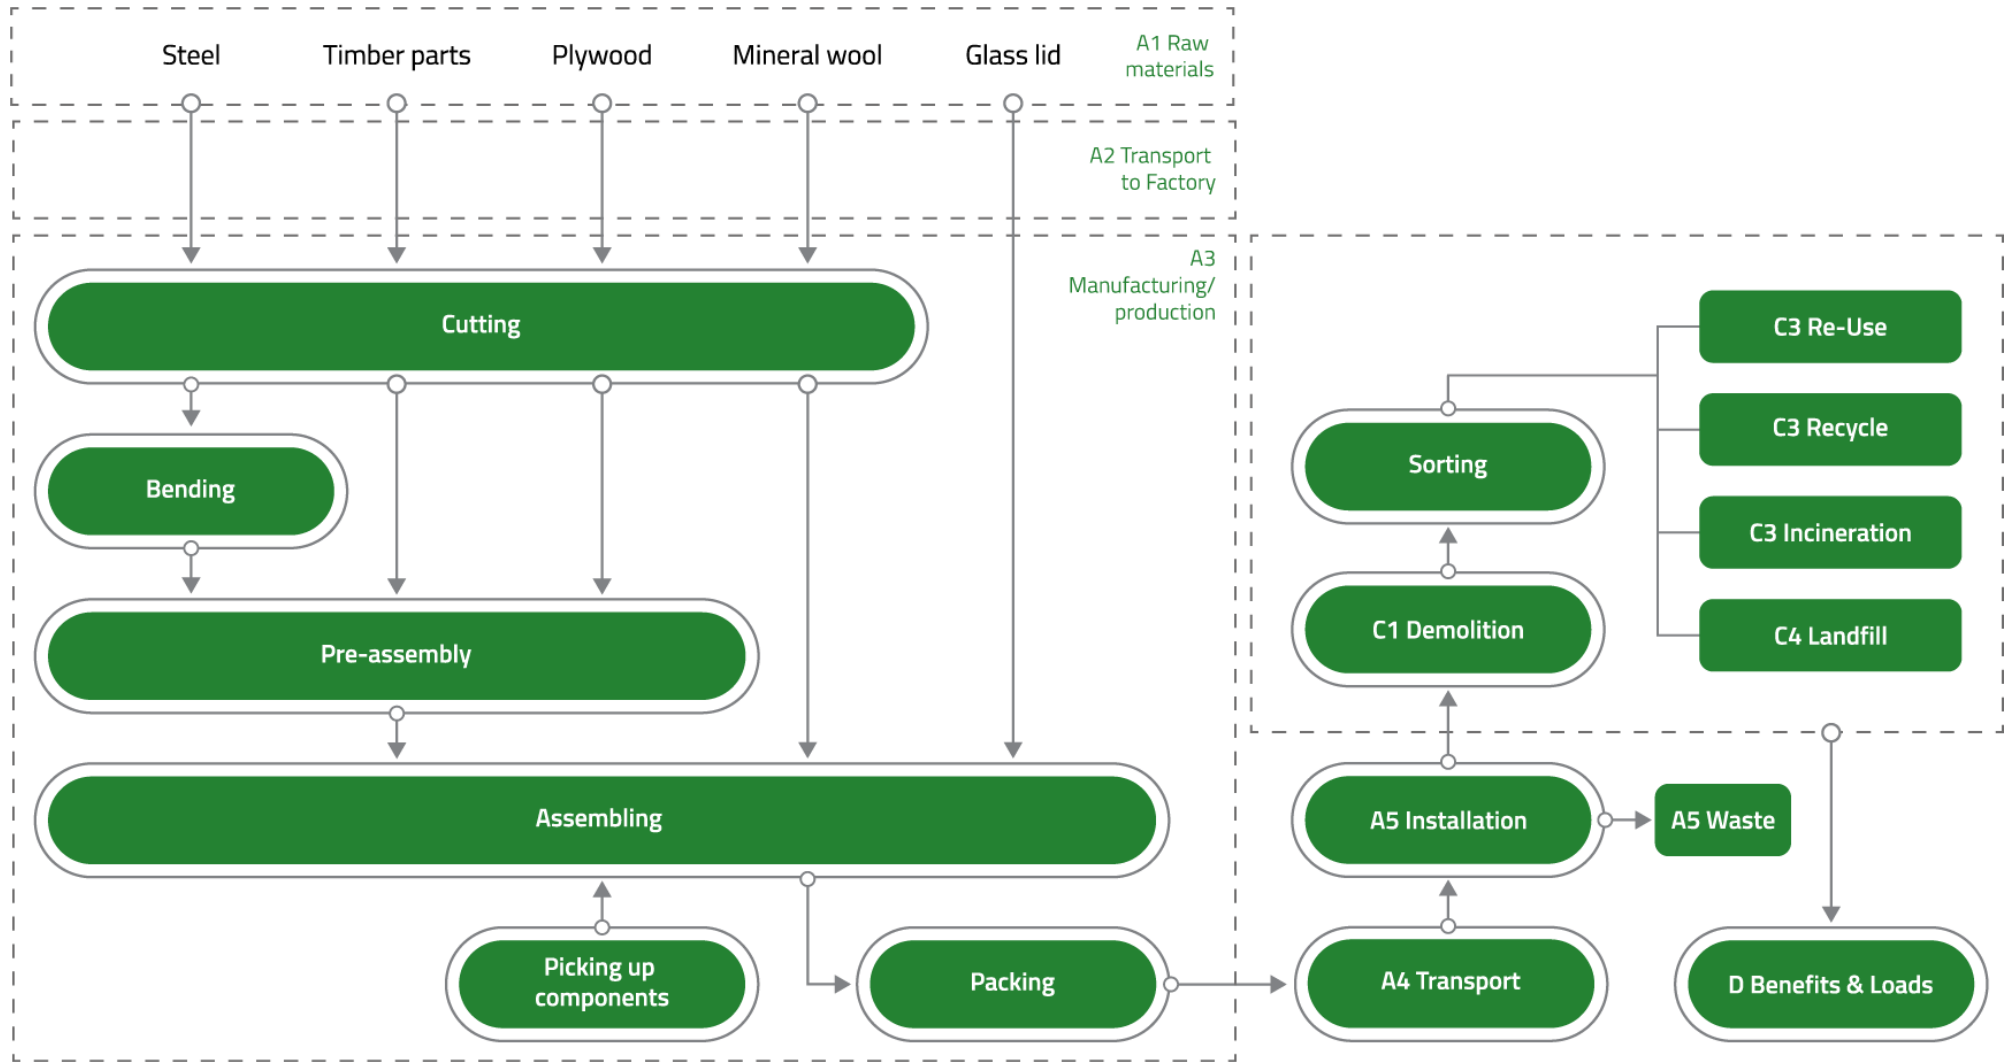 Steel
Timber parts
Plywood
Mineral wool
Glass lid
A1 Raw
materials
A2 Transport
to Factory
A3
Manufacturing/
production
Cutting
Bending
Pre-assembly
Assembling
Picking up
components
Packing
C3 Re-Use
C3 Recycle
Sorting
C3 Incineration
C1 Demolition
C4 Landfill
A5 Installation
A5 Waste
A4 Transport
D Benefits & Loads